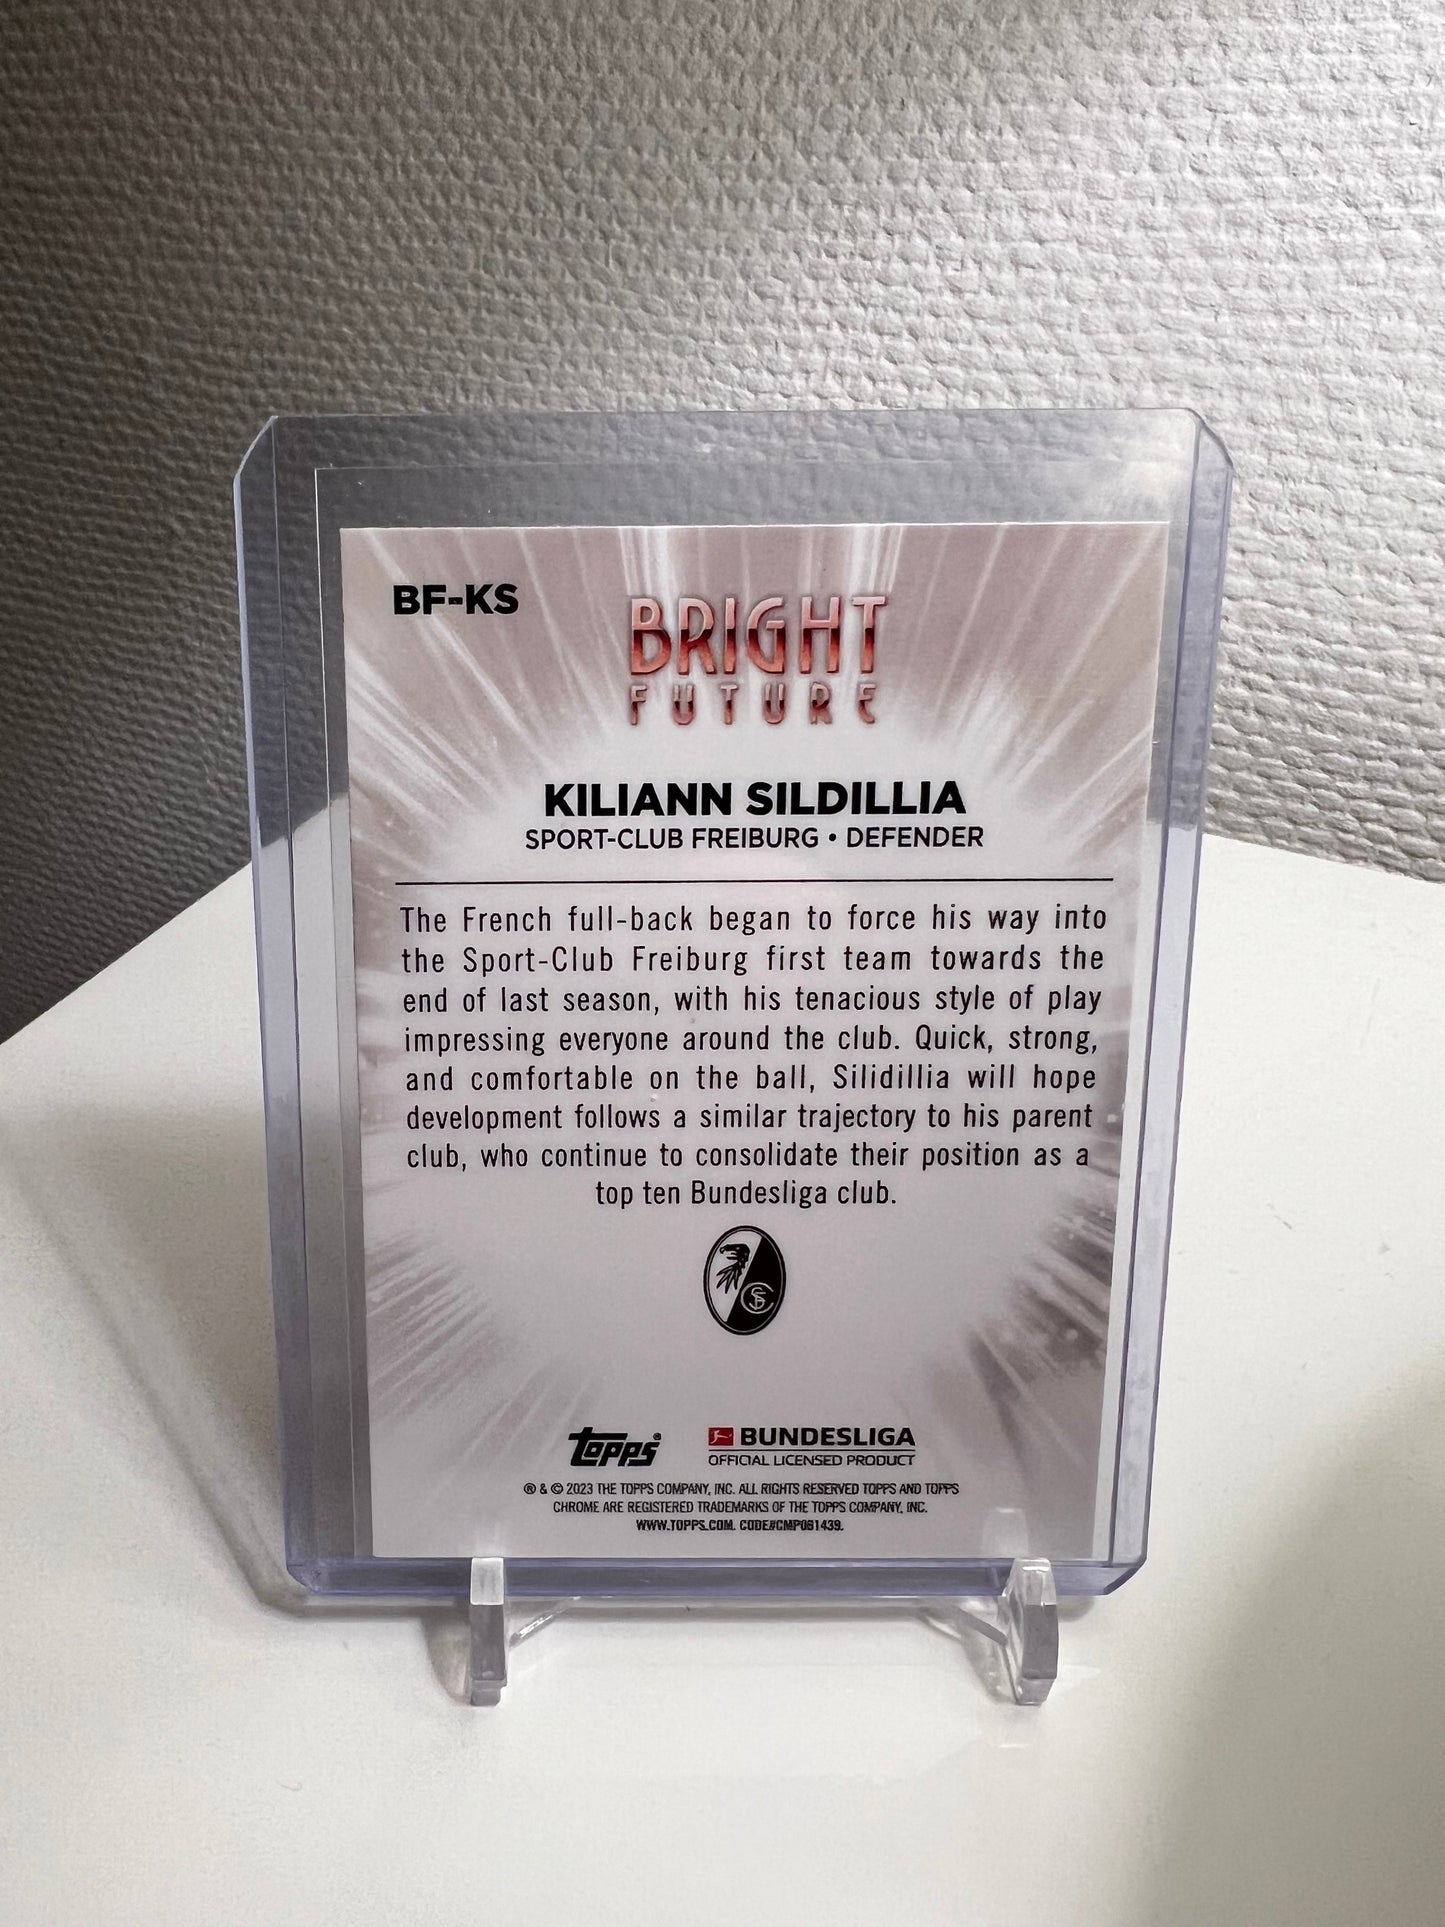 BF-KS
BRIGHT
FUTURE
KILIANN SILDILLIA
SPORT-CLUB FREIBURG • DEFENDER
The French full-back began to force his way into
the Sport-Club Freiburg first team towards the
end of last season, with his tenacious style of play
impressing everyone around the club. Quick, strong,
and comfortable on the ball, Silidillia will hope
development follows a similar trajectory to his parent
club, who continue to consolidate their position as a
top ten Bundesliga club.
SC
topps®
BUNDESLIGA
OFFICIAL LICENSED PRODUCT
® & © 2023 THE TOPPS COMPANY, INC. ALL RIGHTS RESERVED TOPPS AND TOPPS
CHROME ARE REGISTERED TRADEMARKS OF THE TOPPS COMPANY, INC.
WWW.TOPPS.COM. CODE#CMP061439.